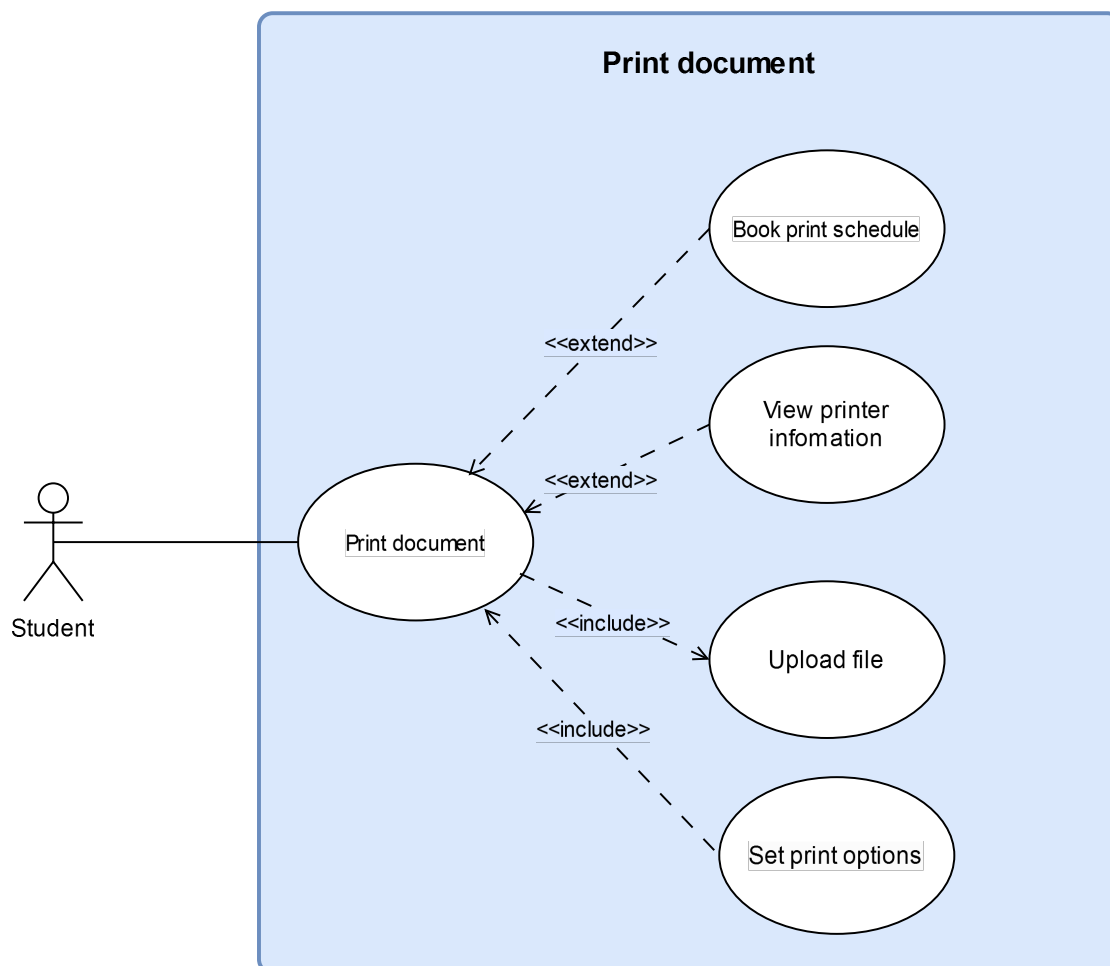 Print document
Book print schedule
<<extend>>
View printer
infomation
<<extend>>
Print document
Student
<<include>>
Upload file
<<include>>
Set print options